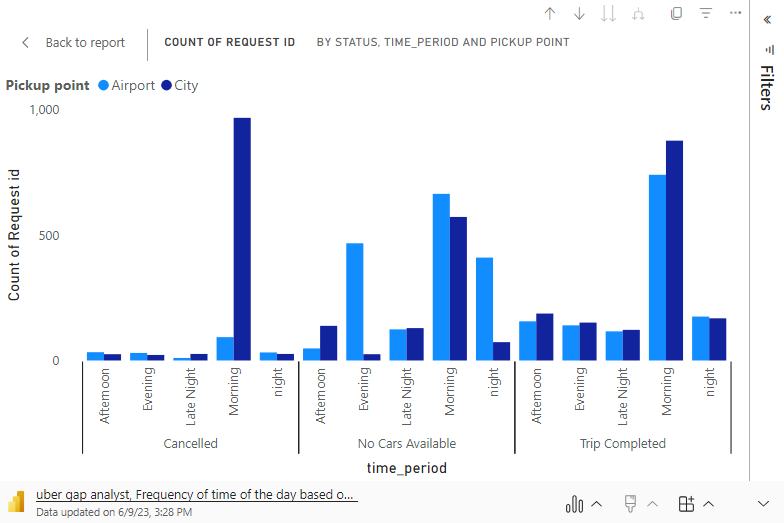 Back to report
COUNT OF REQUEST ID
BY STATUS, TIME_PERIOD AND PICKUP POINT
Filters
Pickup point Airport City
1,000
500
0
Count of Request id
Afternoon
Evening
Late Night
Morning
night
Afternoon
Evening
Late Night
Morning
night
Afternoon
Evening
Late Night
Morning
night
Cancelled
No Cars Available
Trip Completed
time_period
uber gap analyst, Frequency of time of the day based o...
Data updated on 6/9/23, 3:28 PM